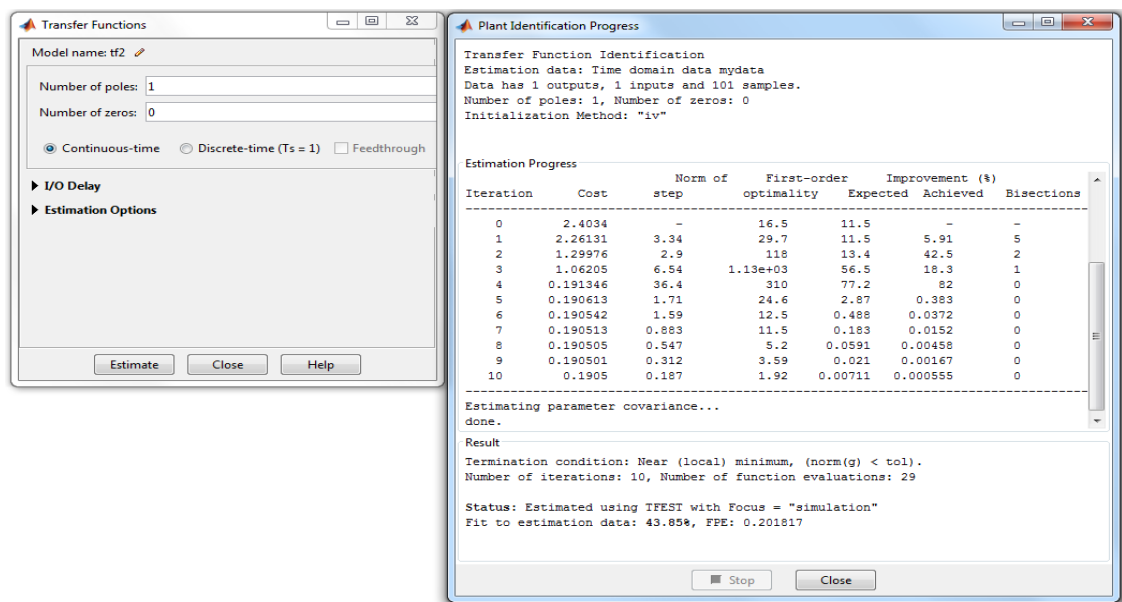 Transfer Functions
Model name: tf2
Number of poles: 1
Number of zeros: 0
Continuous-time Discrete-time (Ts = 1) Feedthrough
I/O Delay
Estimation Options
Estimate Close Help
Plant Identification Progress
Transfer Function Identification
Estimation data: Time domain data mydata
Data has 1 outputs, 1 inputs and 101 samples.
Number of poles: 1, Number of zeros: 0
Initialization Method: "iv"
Estimation Progress
Norm of First-order Improvement (%)
Iteration Cost step optimality Expected Achieved Bisections
0 2.4034 - 16.5 11.5 - -
1 2.26131 3.34 29.7 11.5 5.91 5
2 1.29976 2.9 118 13.4 42.5 2
3 1.06205 6.54 1.13e+03 56.5 18.3 1
4 0.191346 36.4 310 77.2 82 0
5 0.190613 1.71 24.6 2.87 0.383 0
6 0.190542 1.59 12.5 0.488 0.0372 0
7 0.190513 0.883 11.5 0.183 0.0152 0
8 0.190505 0.547 5.2 0.0591 0.00458 0
9 0.190501 0.312 3.59 0.021 0.00167 0
10 0.1905 0.187 1.92 0.00711 0.000555 0
Estimating parameter covariance...
done.
Result
Termination condition: Near (local) minimum, (norm(g) < tol).
Number of iterations: 10, Number of function evaluations: 29
Status: Estimated using TFEST with Focus = "simulation"
Fit to estimation data: 43.85%, FPE: 0.201817
Stop Close